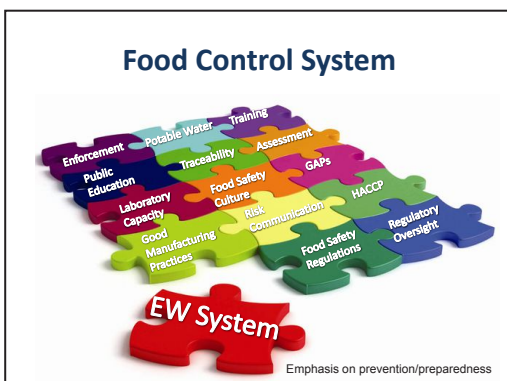 Food Control System
Enforcement
Potable Water
Training
Public
Education
Traceability
Assessment
Laboratory
Capacity
Food Safety
Culture
GAPs
Good
Manufacturing
Practices
Risk
Communication
HACCP
Food Safety
Regulations
Regulatory
Oversight
EW System
Emphasis on prevention/preparedness